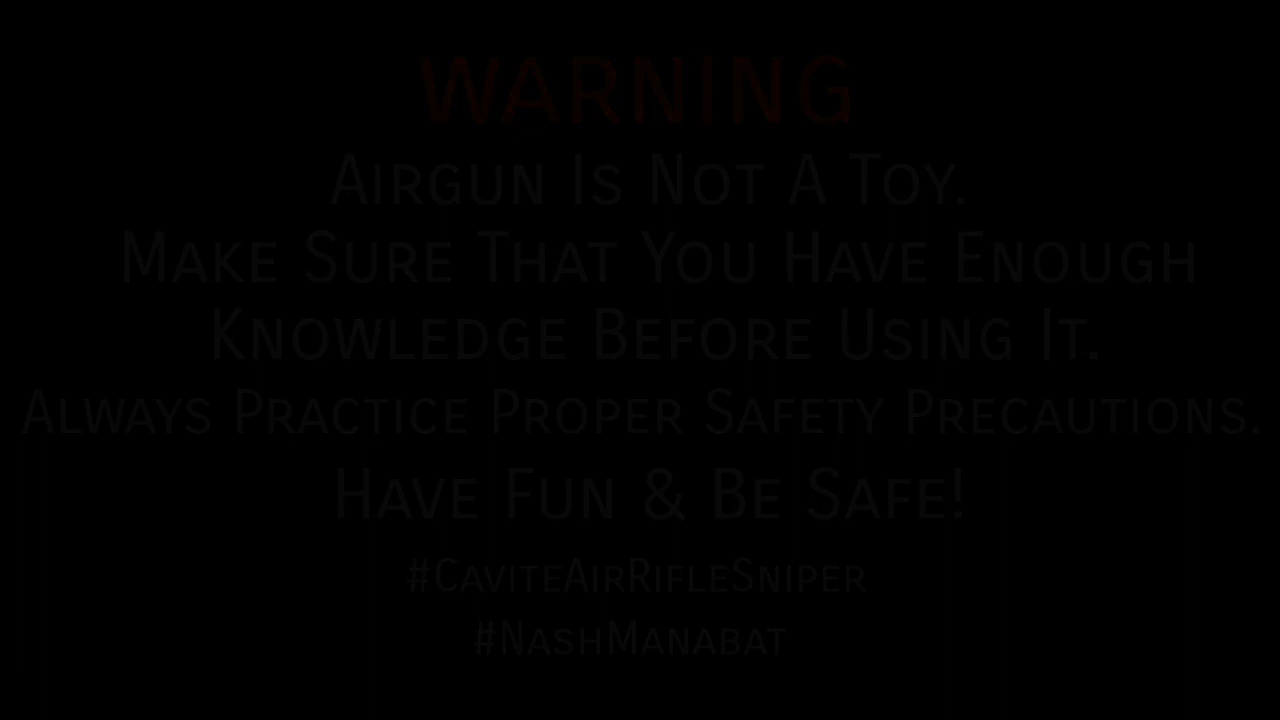 WARNING
Airgun Is Not A Toy.
Make Sure That You Have Enough
Knowledge Before Using It.
Always Practice Proper Safety Precautions.
Have Fun & Be Safe!
#CaviteAirRifleSniper
#NashManabat